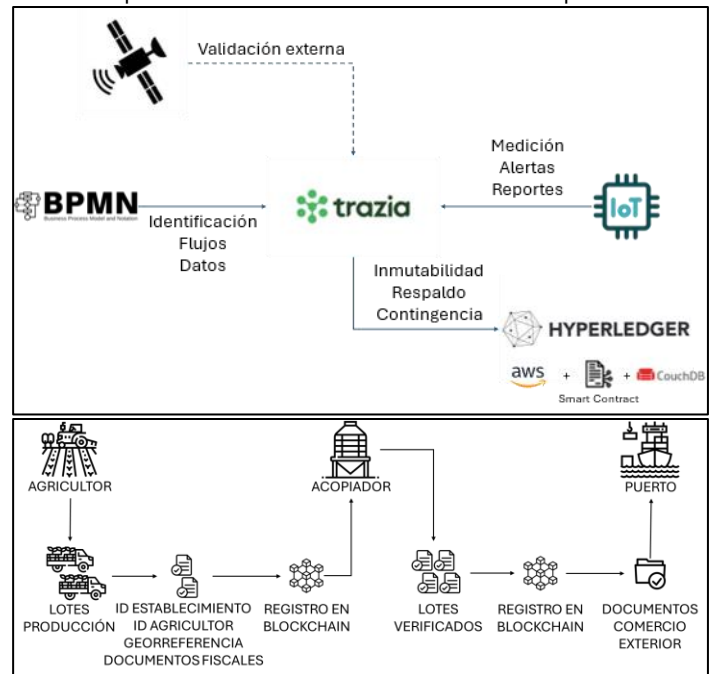 Validación externa
Medición
Alertas
Reportes
BPMN
Business Process Model and Notation
trazia
IoT
Identificación
Flujos
Datos
Inmutabilidad
Respaldo
Contingencia
HYPERLEDGER
aws + + CouchDB
Smart Contract
AGRICULTOR
ACOPIADOR
PUERTO
LOTES
PRODUCCIÓN
ID ESTABLECIMIENTO
ID AGRICULTOR
GEORREFERENCIA
DOCUMENTOS FISCALES
REGISTRO EN
BLOCKCHAIN
LOTES
VERIFICADOS
REGISTRO EN
BLOCKCHAIN
DOCUMENTOS
COMERCIO
EXTERIOR